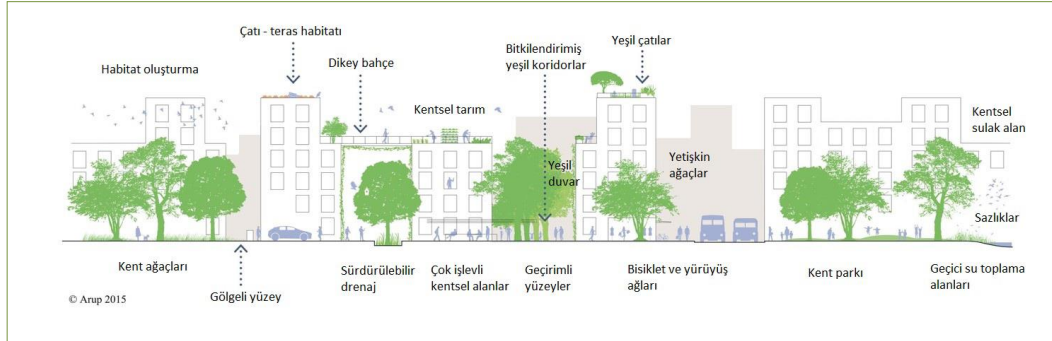 Çatı - teras habitatı
Yeşil çatılar
Bitkilendirimiş
yeşil koridorlar
Habitat oluşturma
Dikey bahçe
Kentsel tarım
Kentsel
sulak alan
Yeşil
duvar
Yetişkin
ağaçlar
Sazlıklar
Kent ağaçları
Gölgeli yüzey
Sürdürülebilir
drenaj
Çok işlevli
kentsel alanlar
Geçirimli
yüzeyler
Bisiklet ve yürüyüş
ağları
Kent parkı
Geçici su toplama
alanları
© Arup 2015